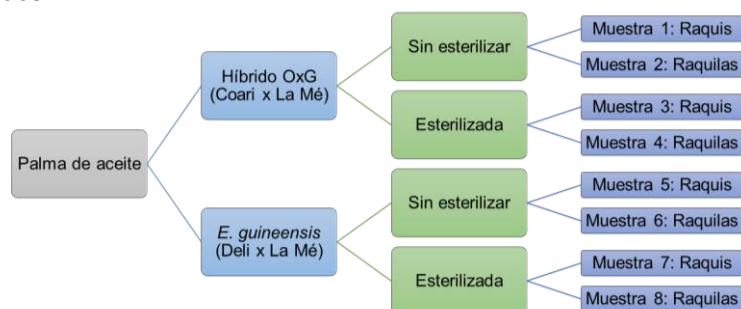 Palma de aceite
Híbrido OxG
(Coari x La Mé)
Sin esterilizar
Muestra 1: Raquis
Muestra 2: Raquilas
Esterilizada
Muestra 3: Raquis
Muestra 4: Raquilas
E. guineensis
(Deli x La Mé)
Sin esterilizar
Muestra 5: Raquis
Muestra 6: Raquilas
Esterilizada
Muestra 7: Raquis
Muestra 8: Raquilas